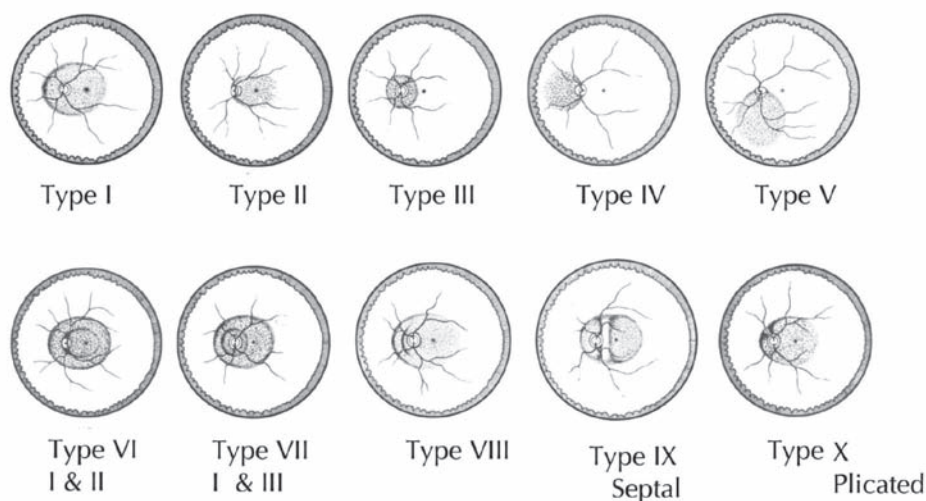 Type I Type II Type III Type IV Type V
Type VI Type VII Type VIII Type IX Type X
I & II I & III Septal Plicated